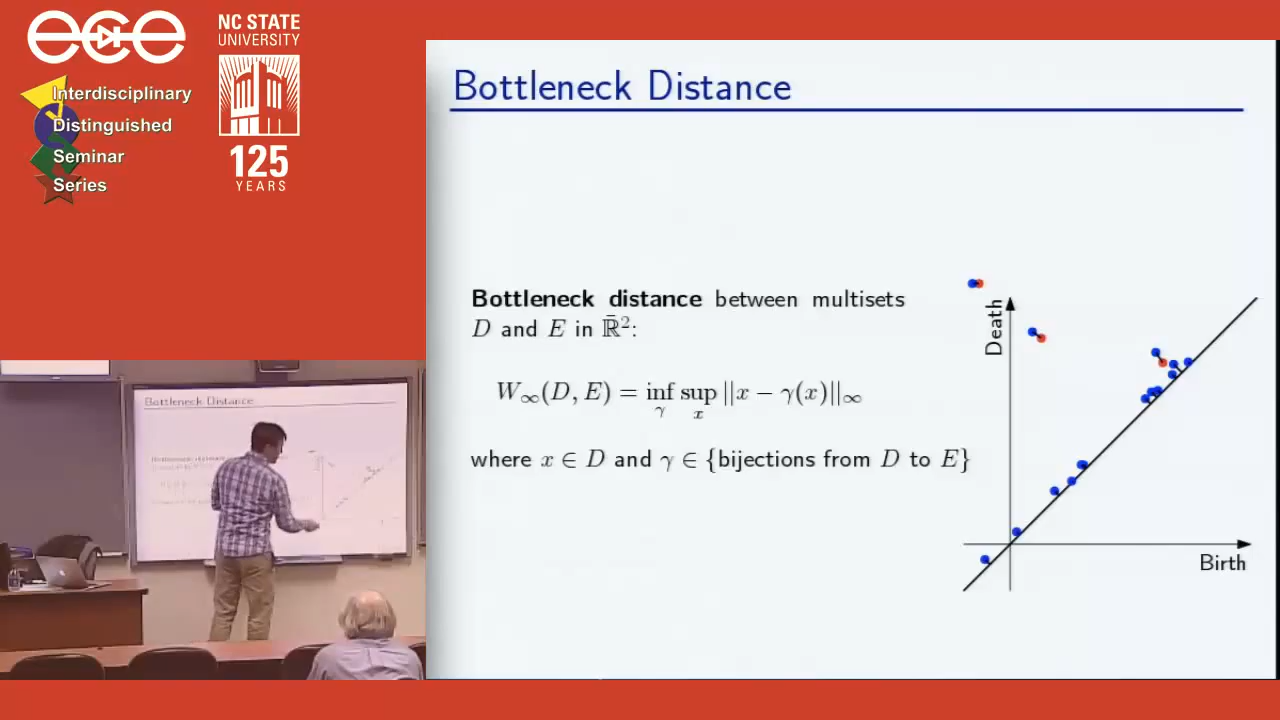 ece
NC STATE
UNIVERSITY
Interdisciplinary
Distinguished
Seminar
Series
125
YEARS
Bottleneck Distance
Bottleneck distance between multisets
D and E in ℝ̄²:
W∞(D, E) = inf sup ||x − γ(x)||∞
γ x
where x ∈ D and γ ∈ {bijections from D to E}
Death
Birth
Bottleneck Distance